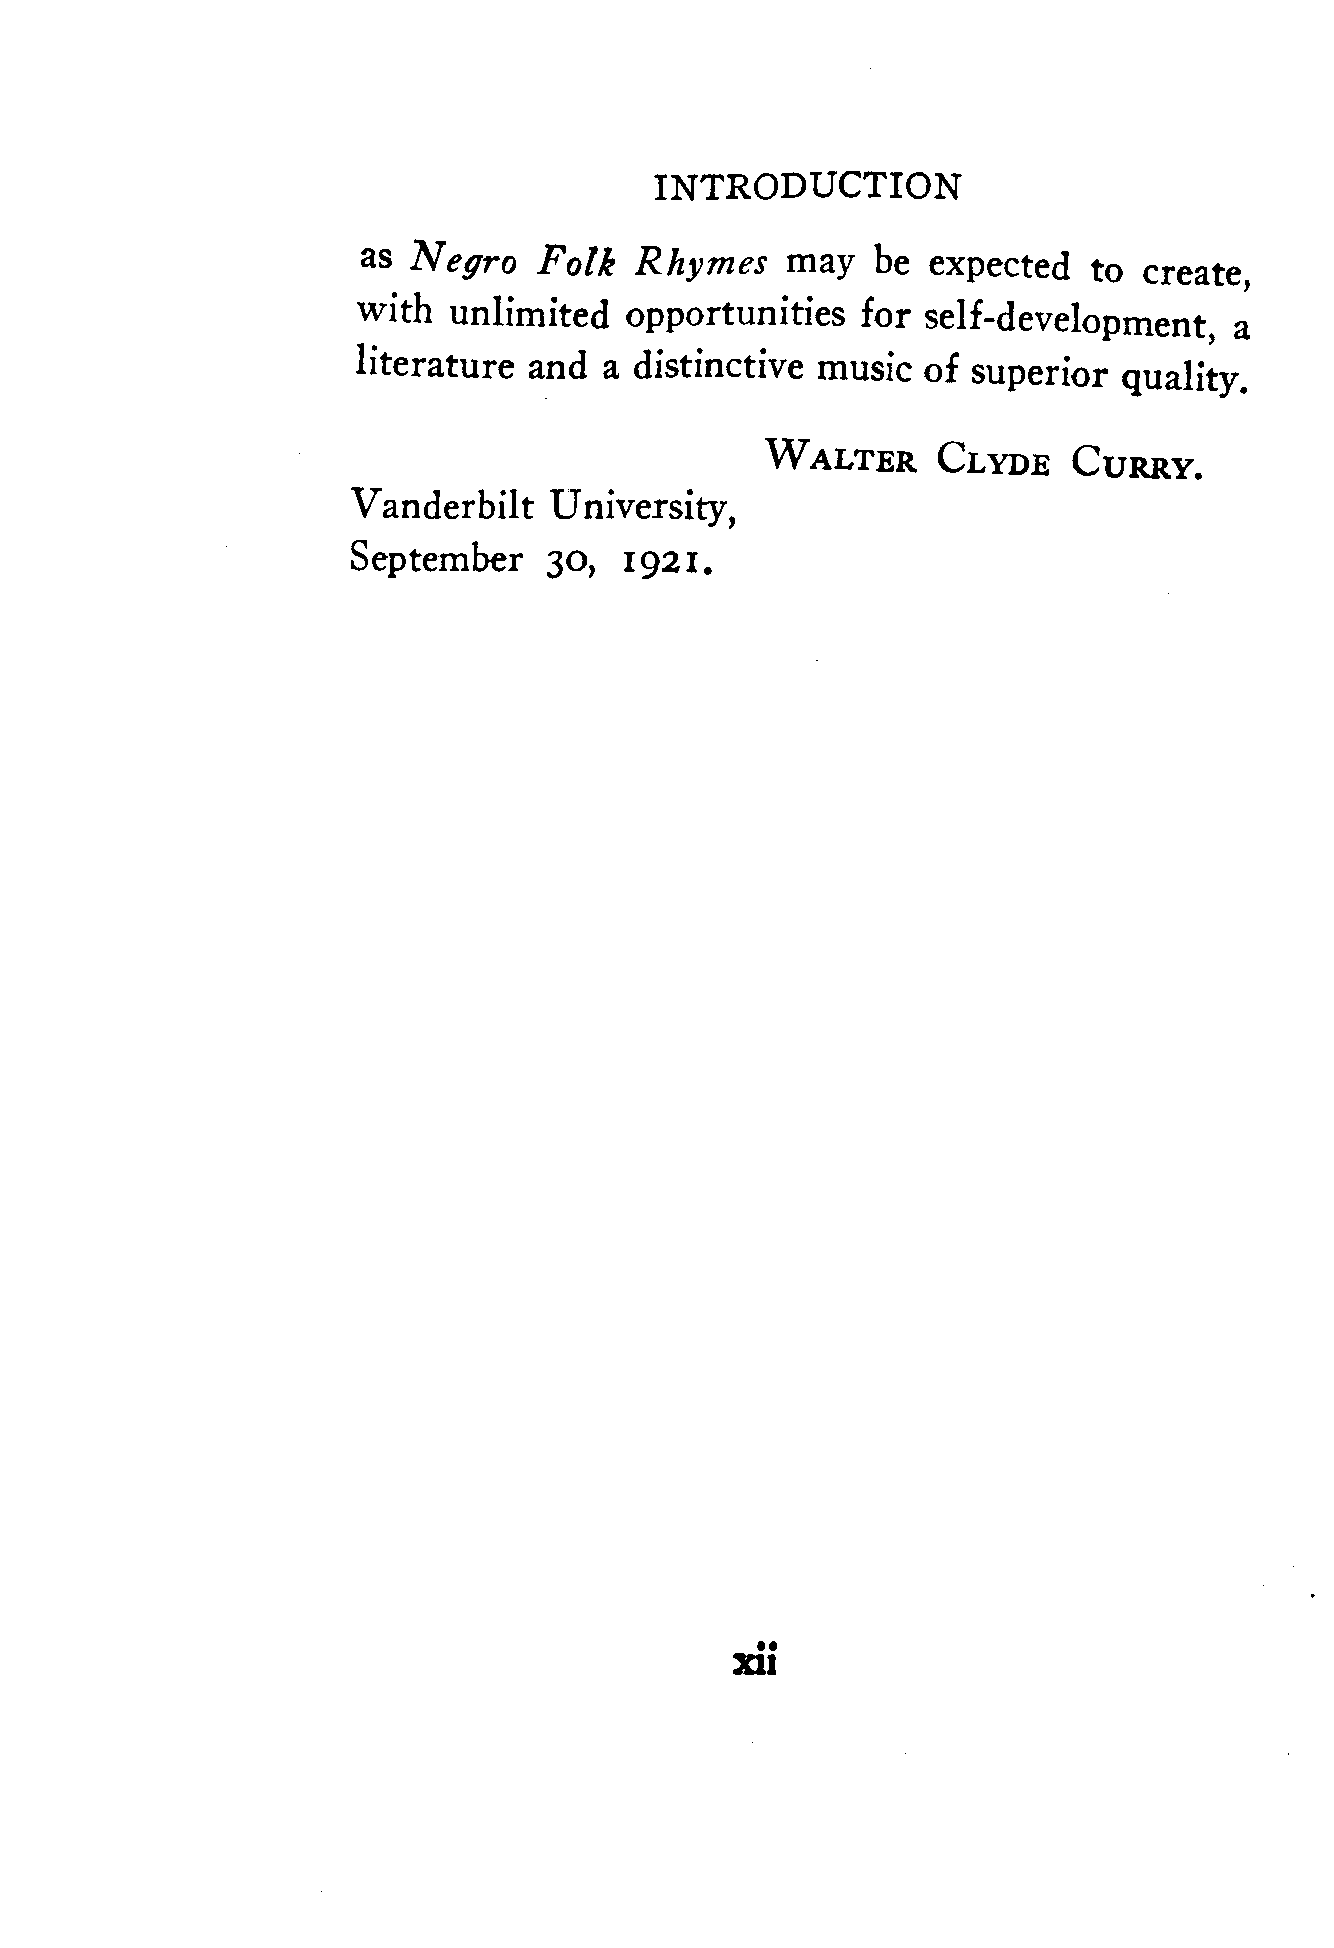 INTRODUCTION
as Negro Folk Rhymes may be expected to create,
with unlimited opportunities for self-development, a
literature and a distinctive music of superior quality.
WALTER CLYDE CURRY.
Vanderbilt University,
September 30, 1921.
xii